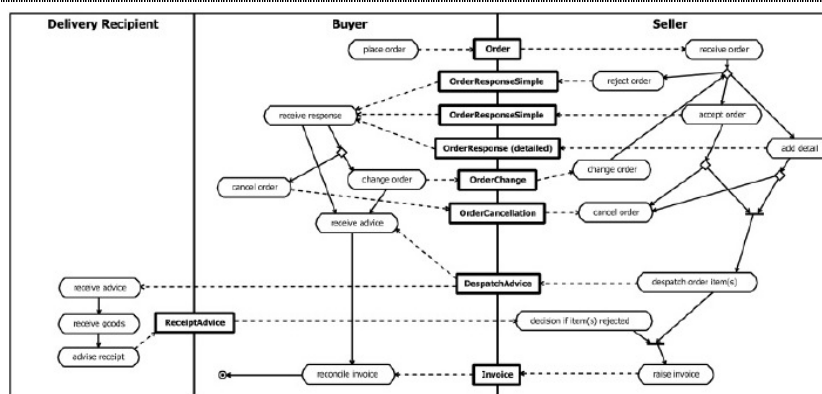 Delivery Recipient
Buyer
Seller
place order
Order
receive order
OrderResponseSimple
reject order
receive response
OrderResponseSimple
accept order
OrderResponse (detailed)
add detail
cancel order
change order
OrderChange
change order
OrderCancellation
cancel order
receive advice
receive advice
DespatchAdvice
despatch order item(s)
receive goods
ReceiptAdvice
decision if item(s) rejected
advise receipt
reconcile invoice
Invoice
raise invoice